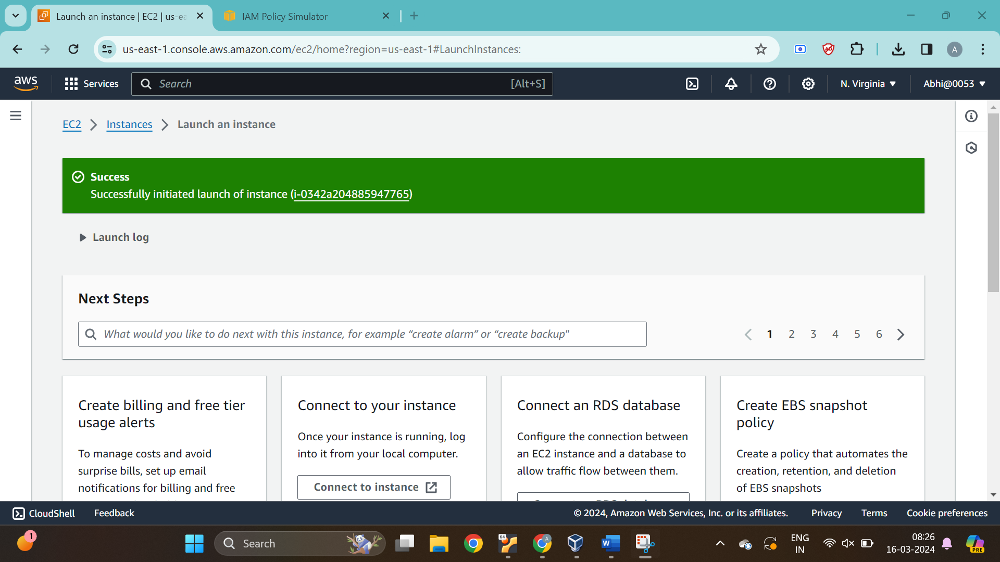 Launch an instance | EC2 | us-ea
IAM Policy Simulator
us-east-1.console.aws.amazon.com/ec2/home?region=us-east-1#LaunchInstances:
A
aws
Services
Search
[Alt+S]
N. Virginia
Abhi@0053
EC2
Instances
Launch an instance
Success
Successfully initiated launch of instance (i-0342a204885947765)
Launch log
Next Steps
What would you like to do next with this instance, for example “create alarm” or “create backup"
1 2 3 4 5 6
Create billing and free tier
usage alerts
To manage costs and avoid
surprise bills, set up email
notifications for billing and free
Connect to your instance
Once your instance is running, log
into it from your local computer.
Connect to instance
Connect an RDS database
Configure the connection between
an EC2 instance and a database to
allow traffic flow between them.
Create EBS snapshot
policy
Create a policy that automates the
creation, retention, and deletion
of EBS snapshots
CloudShell
Feedback
© 2024, Amazon Web Services, Inc. or its affiliates.
Privacy
Terms
Cookie preferences
1
Search
64
A
W
ENG
IN
08:26
16-03-2024
PRE